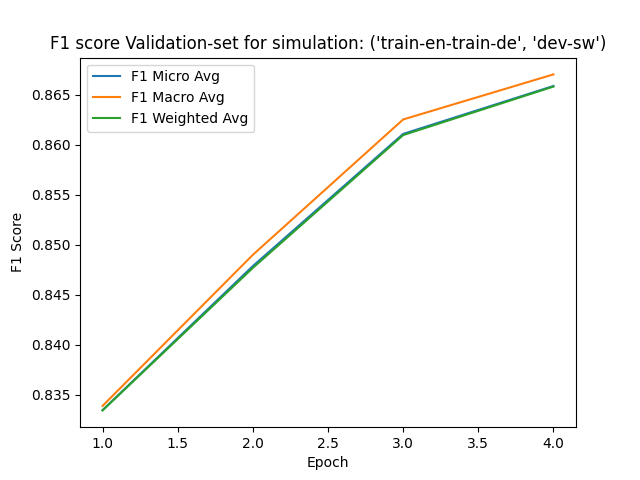 F1 score Validation-set for simulation: ('train-en-train-de', 'dev-sw')
F1 Micro Avg
F1 Macro Avg
F1 Weighted Avg
0.865
0.860
0.855
0.850
0.845
0.840
0.835
F1 Score
1.0 1.5 2.0 2.5 3.0 3.5 4.0
Epoch